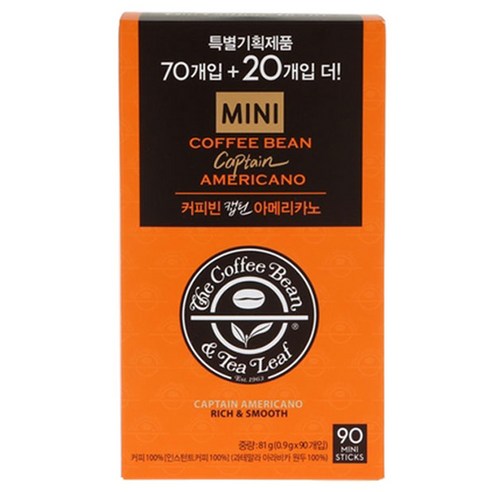 특별기획제품
70개입 + 20개입 더!
MINI
COFFEE BEAN
Captain
AMERICANO
커피빈 캡틴 아메리카노
The Coffee Bean
& Tea Leaf
EST. 1963
CAPTAIN AMERICANO
RICH & SMOOTH
중량: 81g (0.9g x 90개입)
커피 100% [인스턴트커피 100%] (과테말라 아라비카 원두 100%)
90
MINI
STICKS